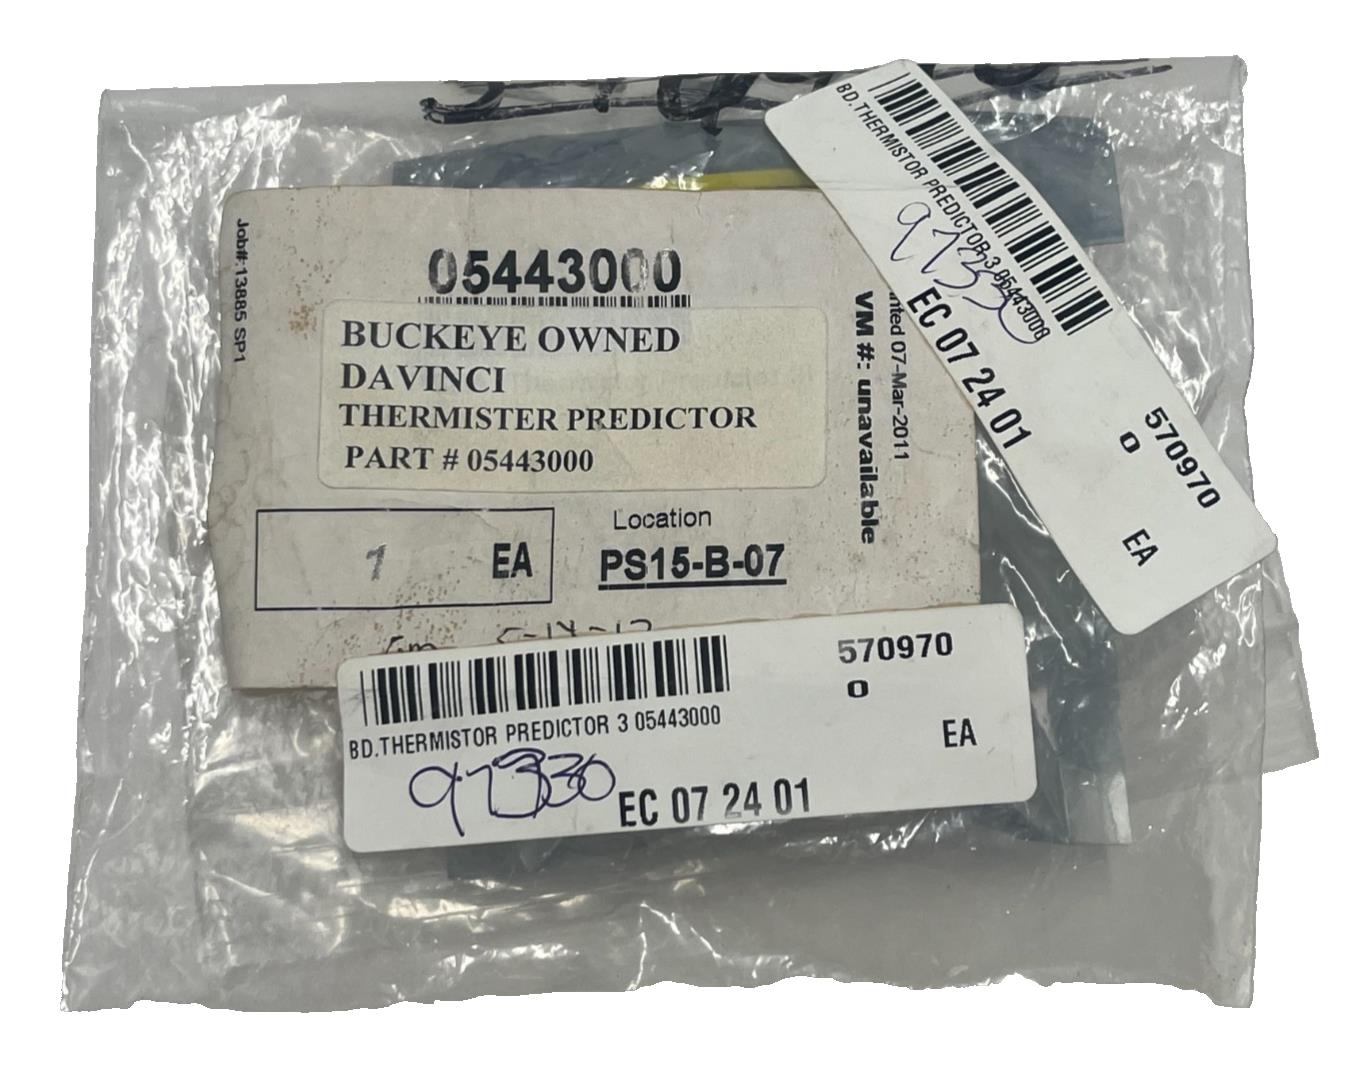 Job#:13885 SP1
05443000
BUCKEYE OWNED
DAVINCI
THERMISTER PREDICTOR
PART # 05443000
1 EA
Location
PS15-B-07
07-Mar-2011
VM #: unavailable
BD.THERMISTOR PREDICTOR 3 05443000
EC 07 24 01
570970
0
EA
570970
0
BD.THERMISTOR PREDICTOR 3 05443000
EA
97330
EC 07 24 01